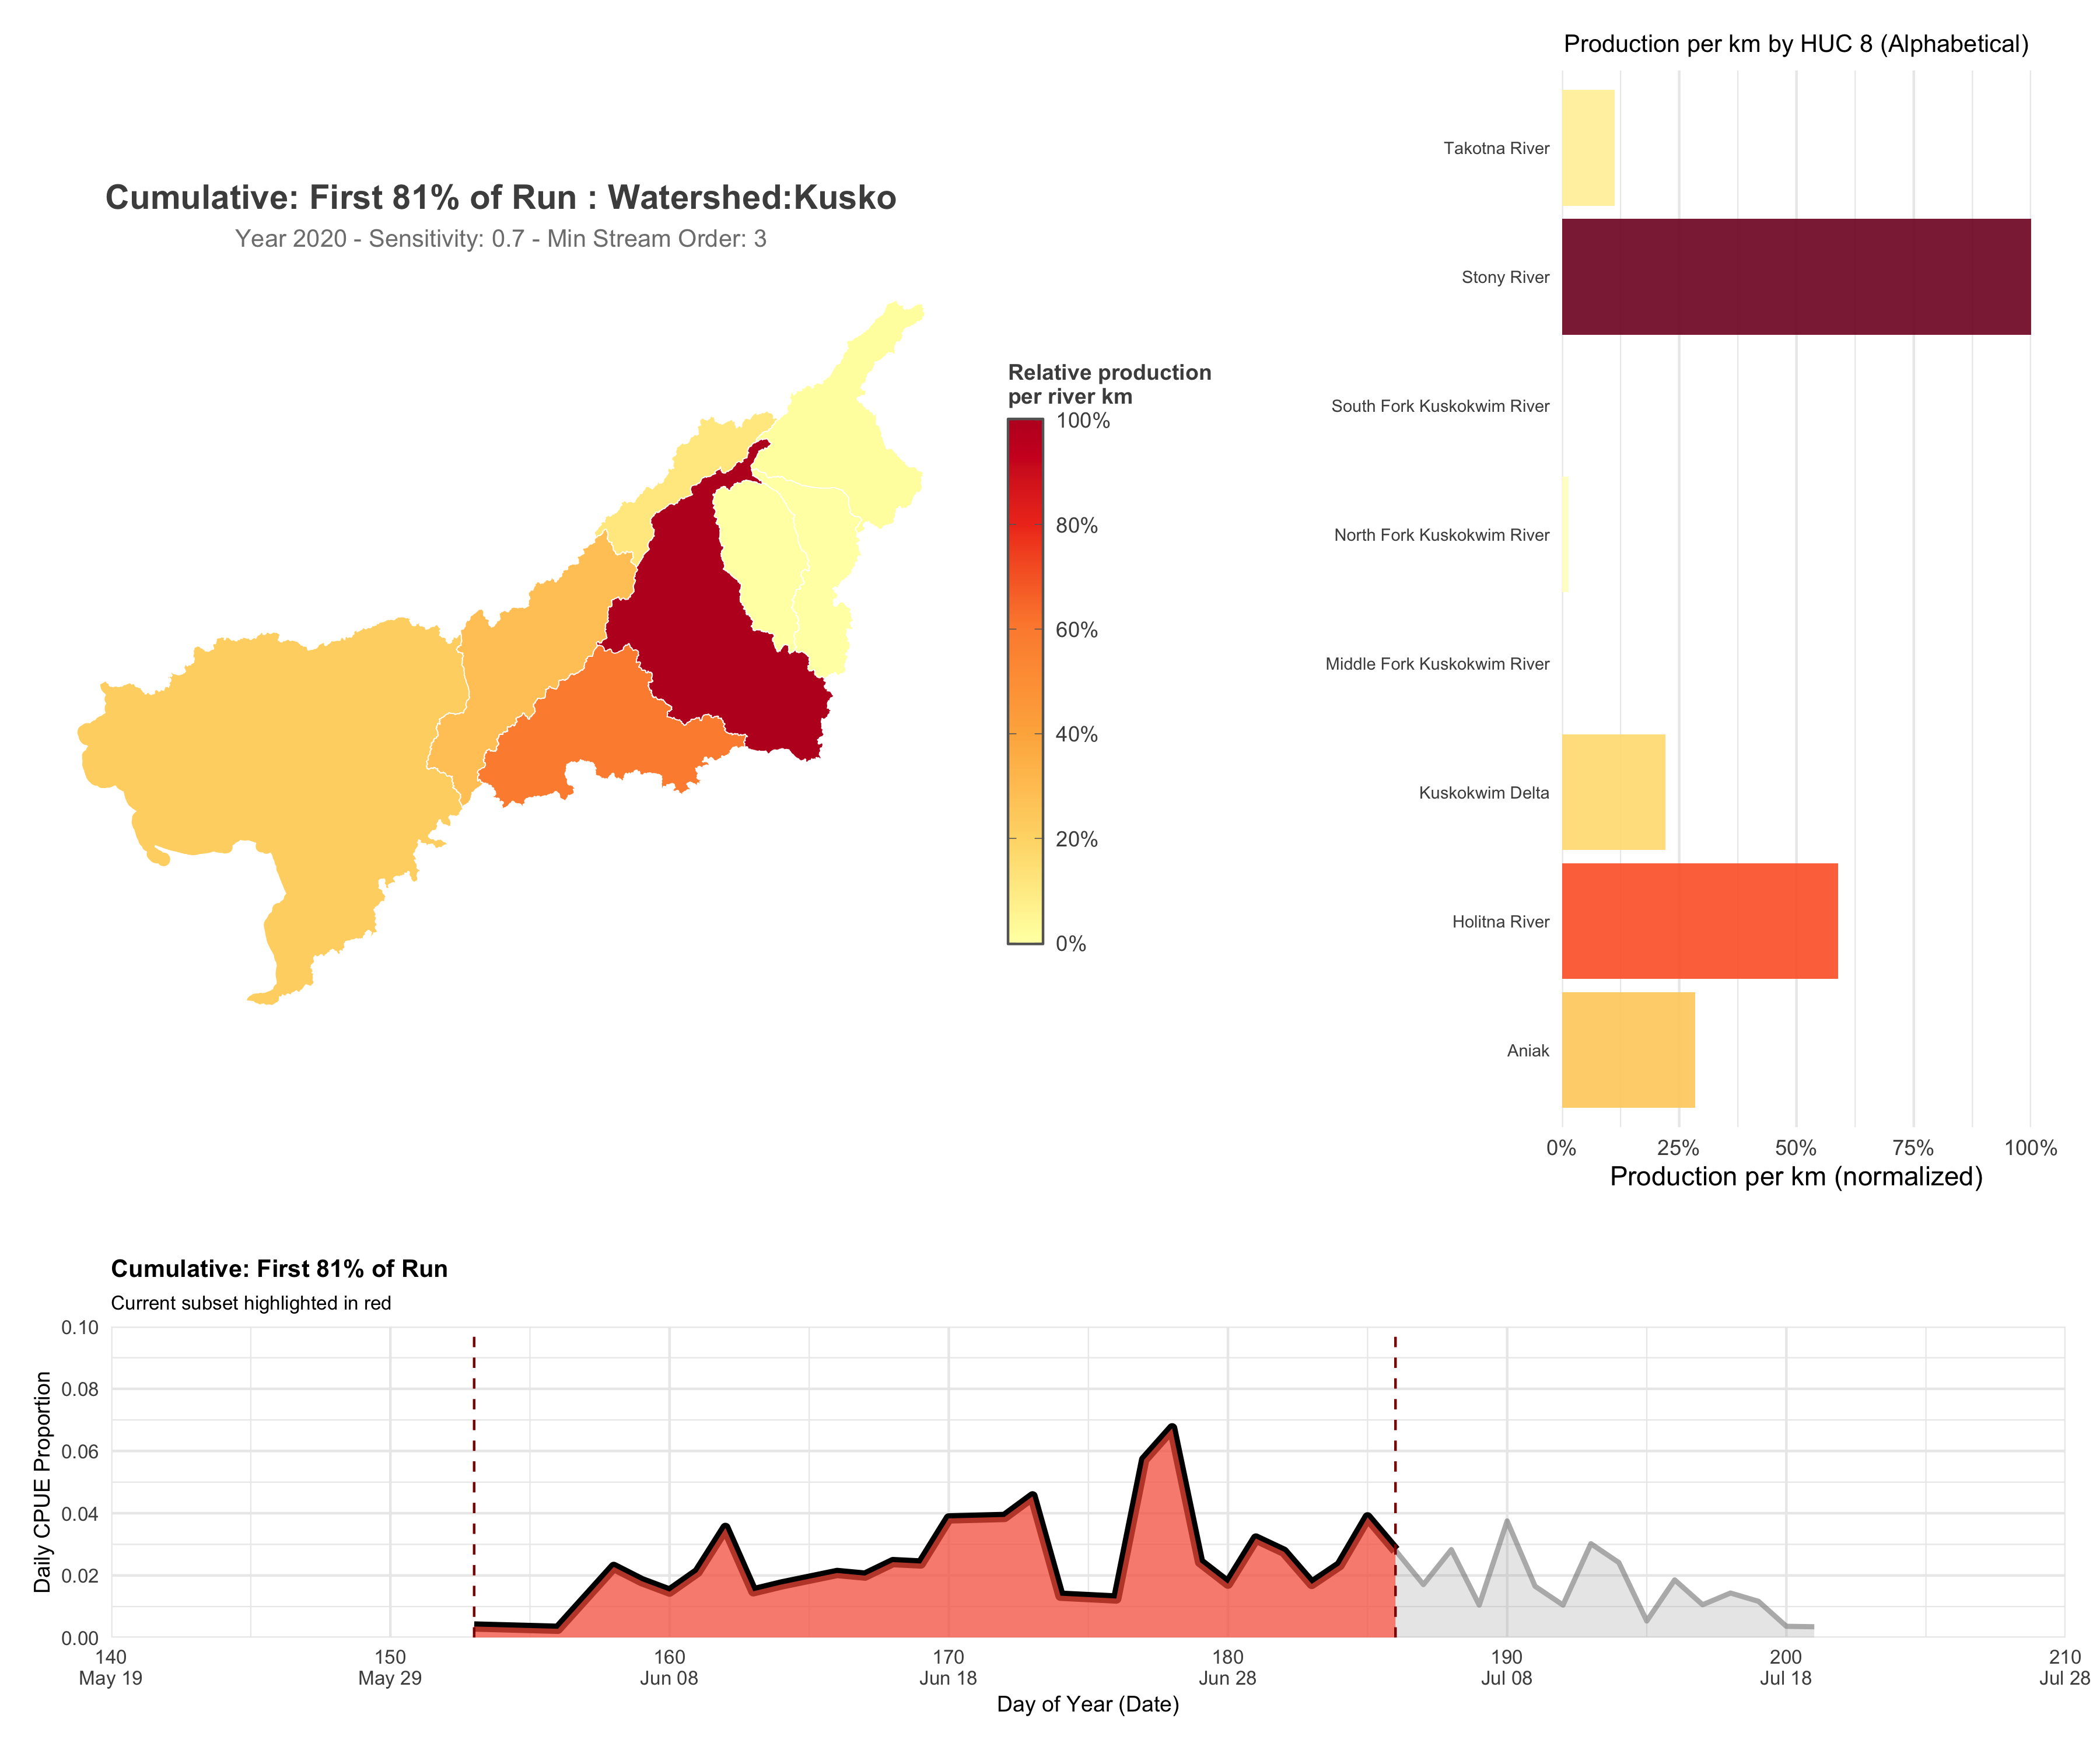 Production per km by HUC 8 (Alphabetical)
Takotna River
Stony River
South Fork Kuskokwim River
North Fork Kuskokwim River
Middle Fork Kuskokwim River
Kuskokwim Delta
Holitna River
Aniak
0%
25%
50%
75%
100%
Production per km (normalized)
Cumulative: First 81% of Run : Watershed:Kusko
Year 2020 - Sensitivity: 0.7 - Min Stream Order: 3
Relative production
per river km
100%
80%
60%
40%
20%
0%
Cumulative: First 81% of Run
Current subset highlighted in red
Daily CPUE Proportion
0.10
0.08
0.06
0.04
0.02
0.00
140
May 19
150
May 29
160
Jun 08
170
Jun 18
180
Jun 28
190
Jul 08
200
Jul 18
210
Jul 28
Day of Year (Date)